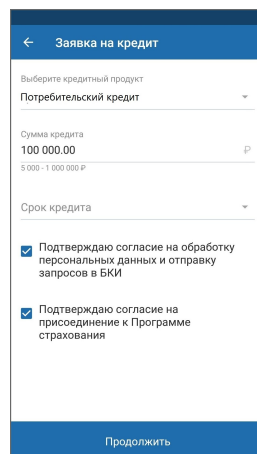 Заявка на кредит
Выберите кредитный продукт
Потребительский кредит
Сумма кредита
100 000.00 ₽
5 000 - 1 000 000 ₽
Срок кредита
Подтверждаю согласие на обработку
персональных данных и отправку
запросов в БКИ
Подтверждаю согласие на
присоединение к Программе
страхования
Продолжить